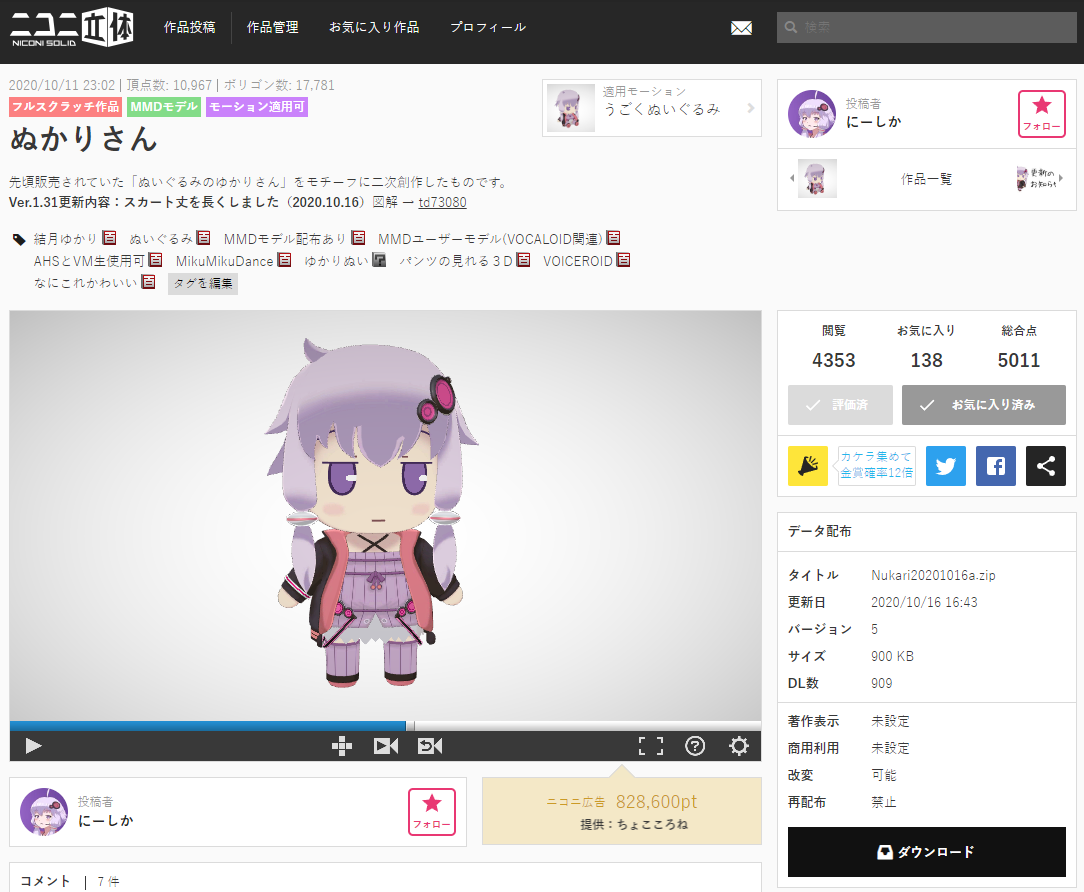 ニコニ立体
NICONI SOLID
作品投稿
作品管理
お気に入り作品
プロフィール
検索
2020/10/11 23:02 | 頂点数: 10,967 | ポリゴン数: 17,781
フルスクラッチ作品 MMDモデル モーション適用可
ぬかりさん
適用モーション
うごくぬいぐるみ
先頃販売されていた「ぬいぐるみのゆかりさん」をモチーフに二次創作したものです。
Ver.1.31更新内容：スカート丈を長くしました（2020.10.16）図解 → td73080
結月ゆかり ぬいぐるみ MMDモデル配布あり MMDユーザーモデル(VOCALOID関連)
AHSとVM生使用可 MikuMikuDance ゆかりぬい パンツの見れる３D VOICEROID
なにこれかわいい タグを編集
投稿者
にーしか
フォロー
作品一覧
更新の
お知らせ
閲覧 お気に入り 総合点
4353 138 5011
評価済 お気に入り済み
カケラ集めて
金賞確率12倍
データ配布
タイトル Nukari20201016a.zip
更新日 2020/10/16 16:43
バージョン 5
サイズ 900 KB
DL数 909
著作表示 未設定
商用利用 未設定
改変 可能
再配布 禁止
ダウンロード
投稿者
にーしか
フォロー
ニコニ広告 828,600pt
提供：ちょこころね
コメント | 7 件